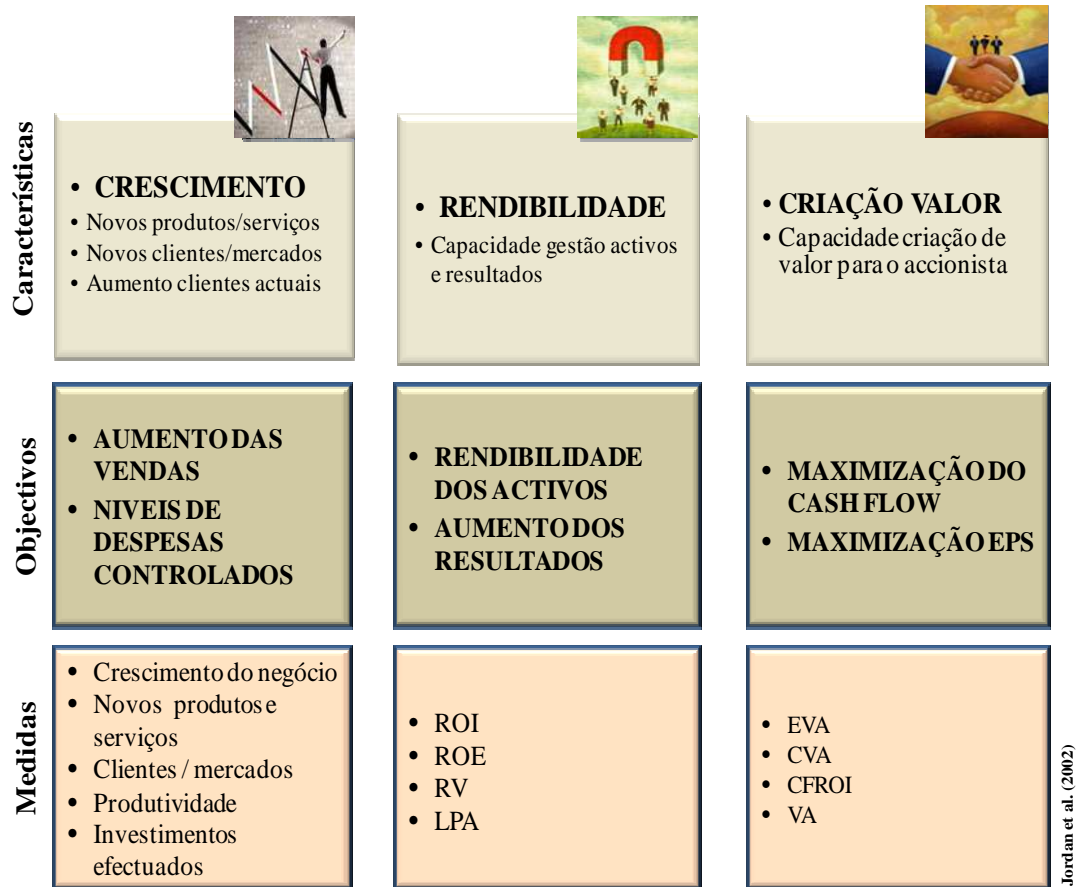 Características
• CRESCIMENTO
• Novos produtos/serviços
• Novos clientes/mercados
• Aumento clientes actuais
• RENDIBILIDADE
• Capacidade gestão activos
e resultados
• CRIAÇÃO VALOR
• Capacidade criação de
valor para o accionista
Objectivos
• AUMENTO DAS
VENDAS
• NIVEIS DE
DESPESAS
CONTROLADOS
• RENDIBILIDADE
DOS ACTIVOS
• AUMENTO DOS
RESULTADOS
• MAXIMIZAÇÃO DO
CASH FLOW
• MAXIMIZAÇÃO EPS
Medidas
• Crescimento do negócio
• Novos produtos e
serviços
• Clientes / mercados
• Produtividade
• Investimentos
efectuados
• ROI
• ROE
• RV
• LPA
• EVA
• CVA
• CFROI
• VA
Jordan et al. (2002)